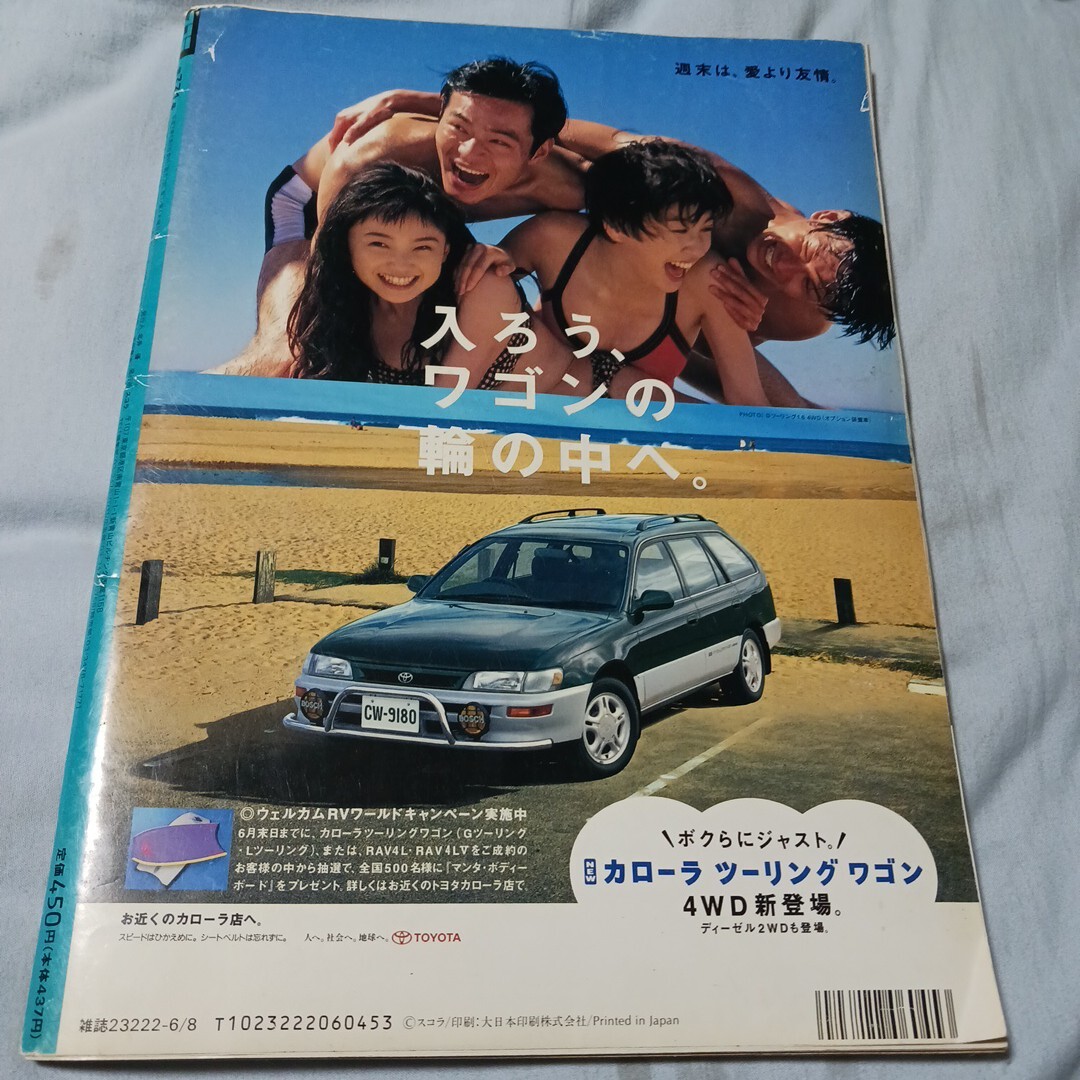 週末は。愛より友情。
入ろう、
ワゴンの
輪の中へ。
PHOTO: Gツーリング1.6 4WD(オプション装着車)
CW-9180
BOSCH
BOSCH
◎ウェルカムRVワールドキャンペーン実施中
6月末日までに、カローラツーリングワゴン(Gツーリング
・Lツーリング)、または、RAV4L・RAV4LVをご成約の
お客様の中から抽選で、全国500名様に「マンタ・ボディー
ボード」をプレゼント。詳しくはお近くのトヨタカローラ店で。
\ボクらにジャスト。/
NEW カローラ ツーリング ワゴン
4WD新登場。
ディーゼル2WDも登場。
お近くのカローラ店へ。
スピードはひかえめに。シートベルトは忘れずに。 人へ。社会へ。地球へ。 TOYOTA
定価450円(本体437円)
雑誌23222-6/8 T1023222060453 ©スコラ/印刷:大日本印刷株式会社/Printed in Japan